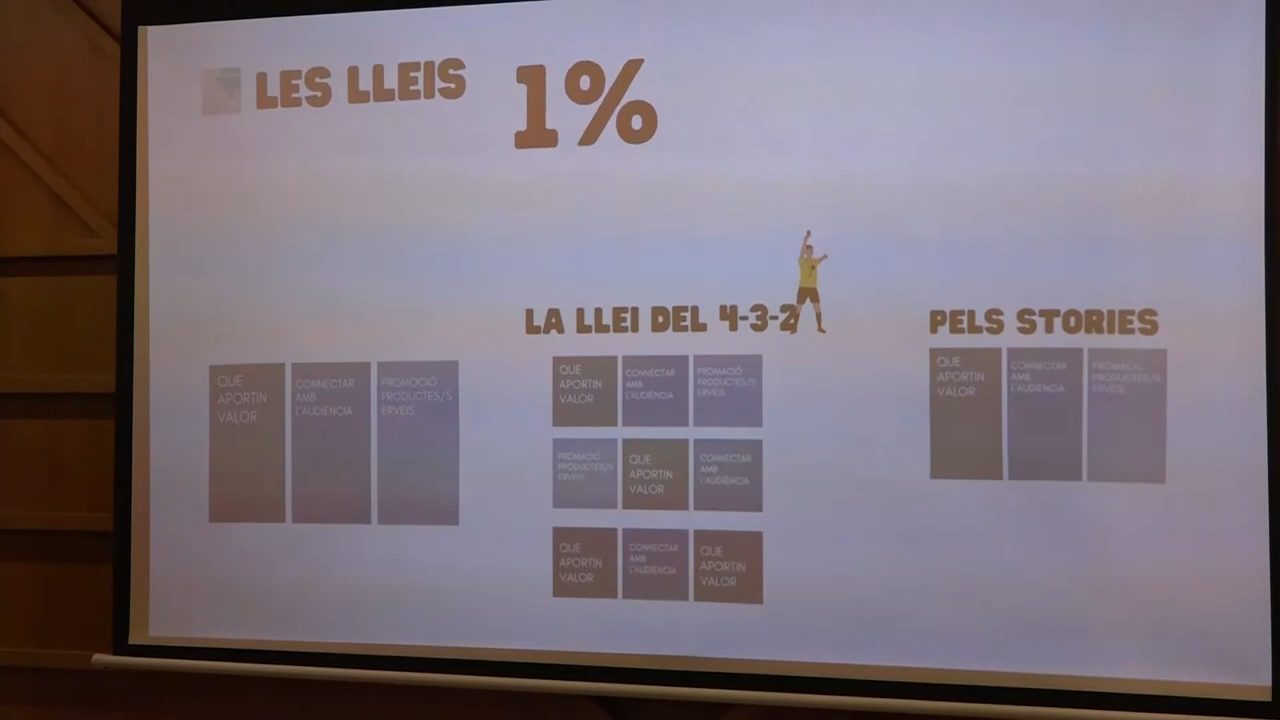 LES LLEIS
1%
QUE
APORTIN
VALOR
CONNECTAR
AMB
L'AUDIÈNCIA
PROMOCIÓ
PRODUCTES/S
ERVEIS
LA LLEI DEL 4-3-2
QUE
APORTIN
VALOR
CONNECTAR
AMB
L'AUDIÈNCIA
PROMOCIÓ
PRODUCTES/S
ERVEIS
PROMOCIÓ
PRODUCTES/S
ERVEIS
QUE
APORTIN
VALOR
CONNECTAR
AMB
L'AUDIÈNCIA
QUE
APORTIN
VALOR
CONNECTAR
AMB
L'AUDIÈNCIA
QUE
APORTIN
VALOR
PELS STORIES
QUE
APORTIN
VALOR
CONNECTAR
AMB
L'AUDIÈNCIA
PROMOCIÓ
PRODUCTES/S
ERVEIS